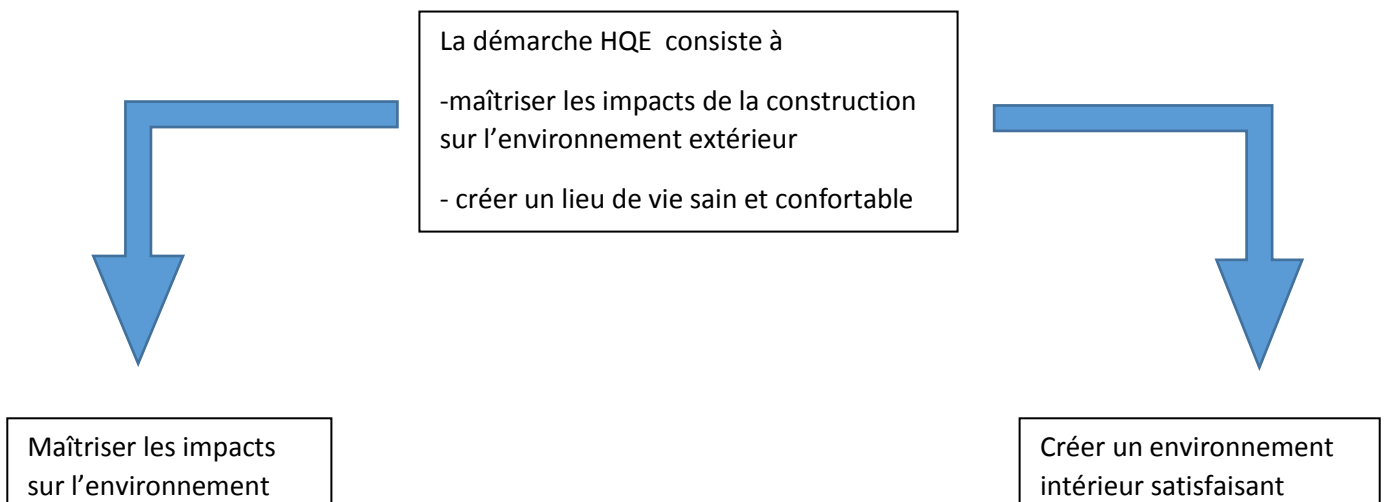 La démarche HQE consiste à
-maîtriser les impacts de la construction
sur l’environnement extérieur
- créer un lieu de vie sain et confortable
Maîtriser les impacts
sur l’environnement
Créer un environnement
intérieur satisfaisant